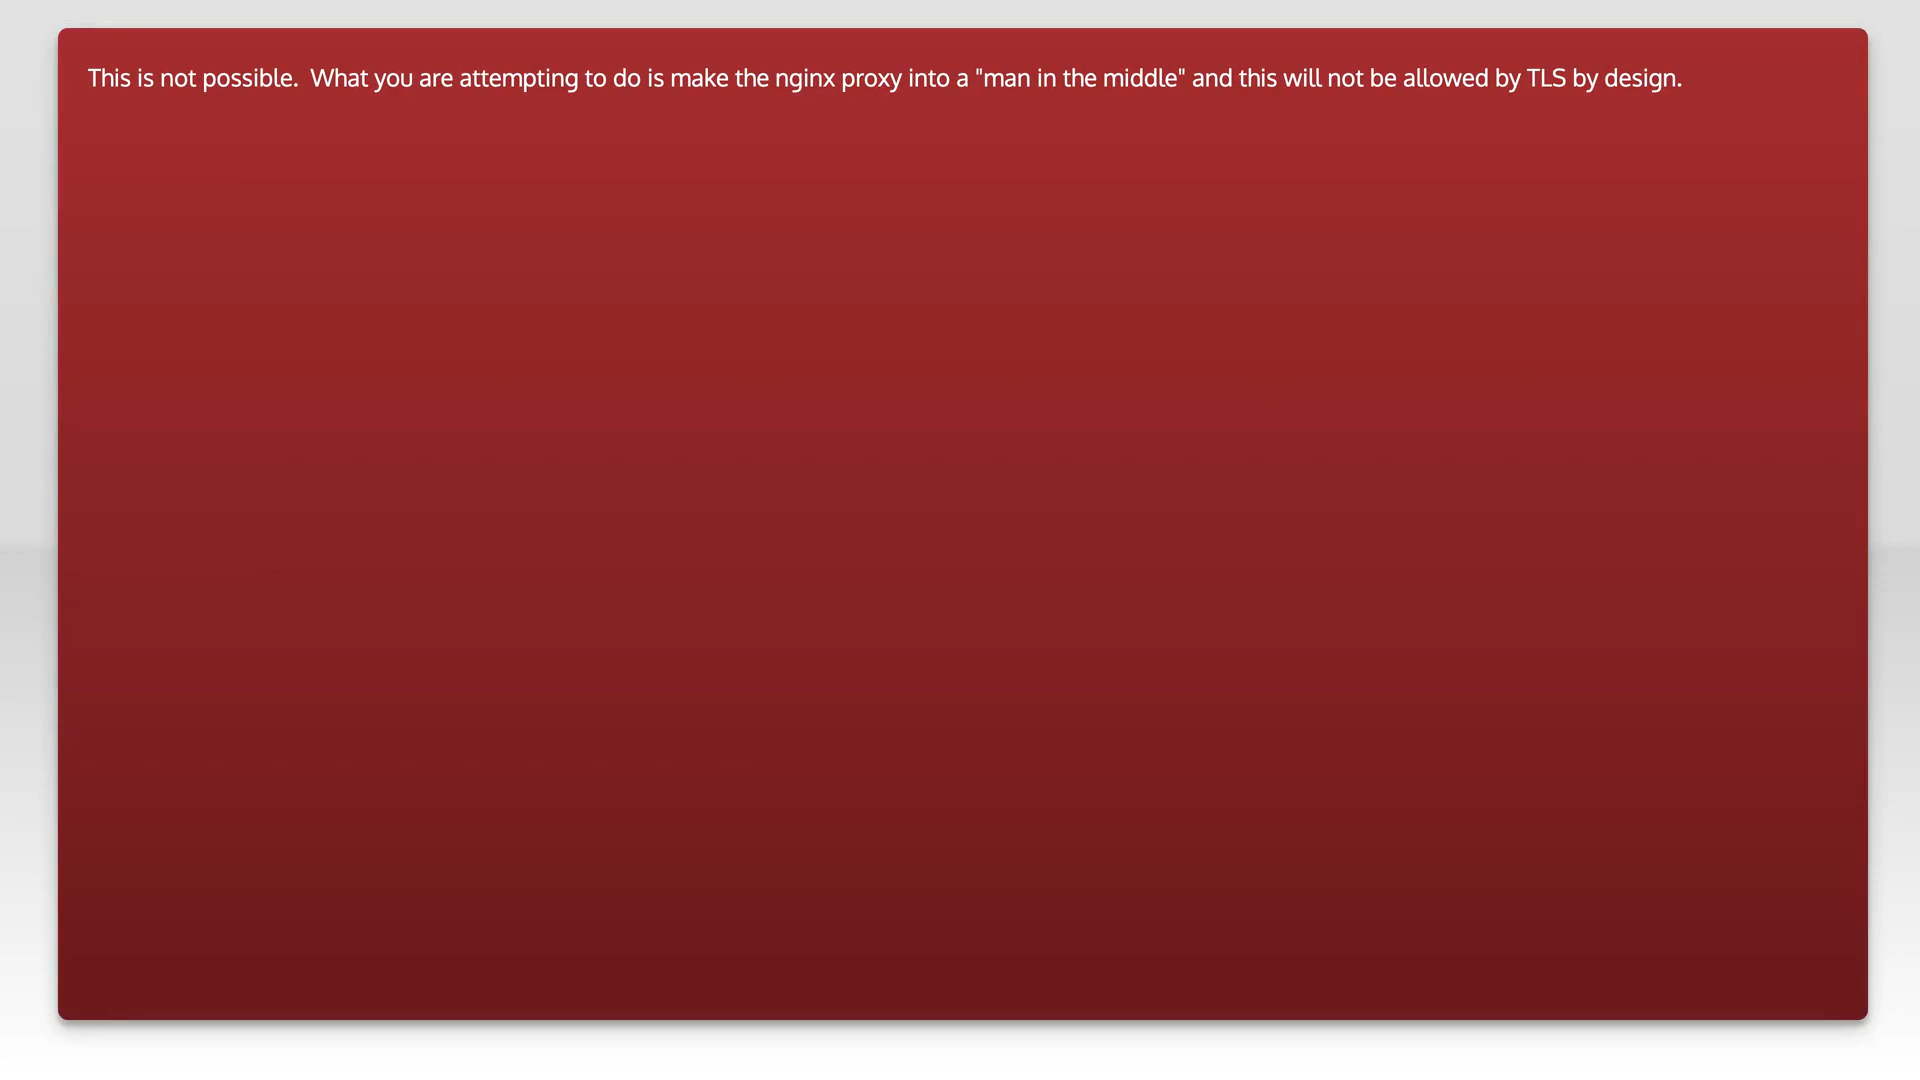 This is not possible.  What you are attempting to do is make the nginx proxy into a "man in the middle" and this will not be allowed by TLS by design.